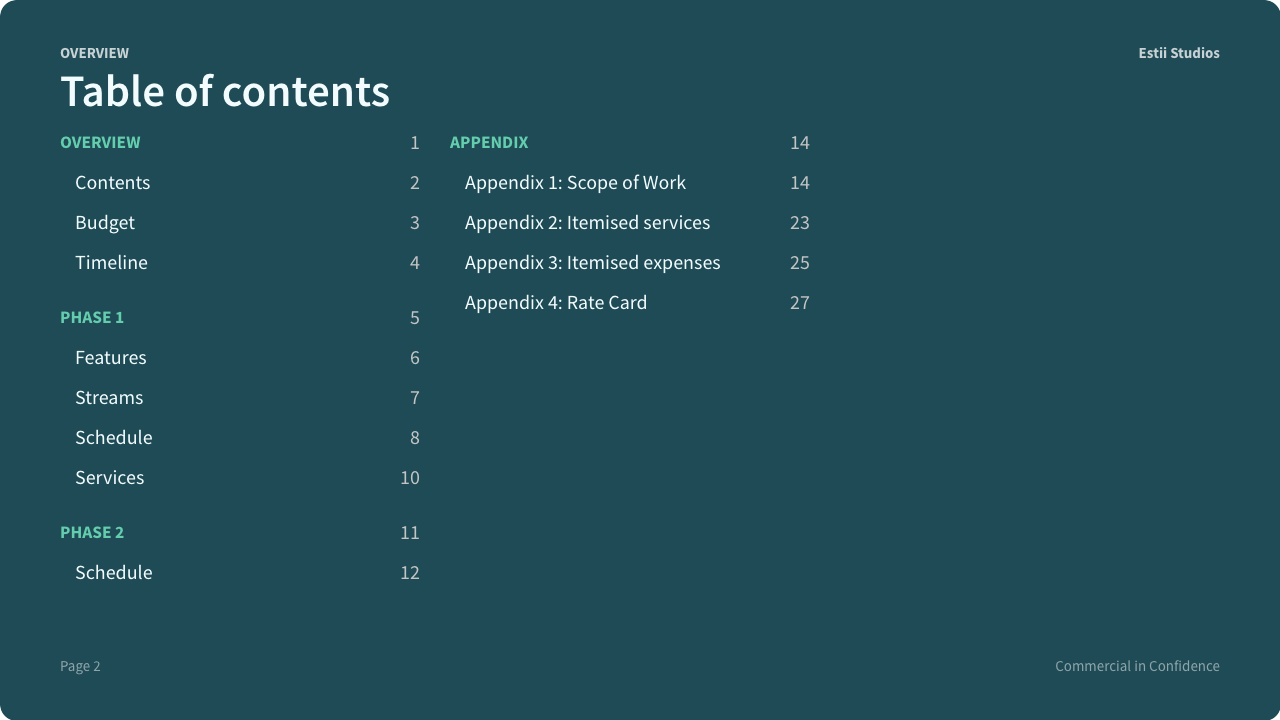 OVERVIEW
Estii Studios
Table of contents
OVERVIEW 1
Contents 2
Budget 3
Timeline 4
PHASE 1 5
Features 6
Streams 7
Schedule 8
Services 10
PHASE 2 11
Schedule 12
APPENDIX 14
Appendix 1: Scope of Work 14
Appendix 2: Itemised services 23
Appendix 3: Itemised expenses 25
Appendix 4: Rate Card 27
Page 2
Commercial in Confidence